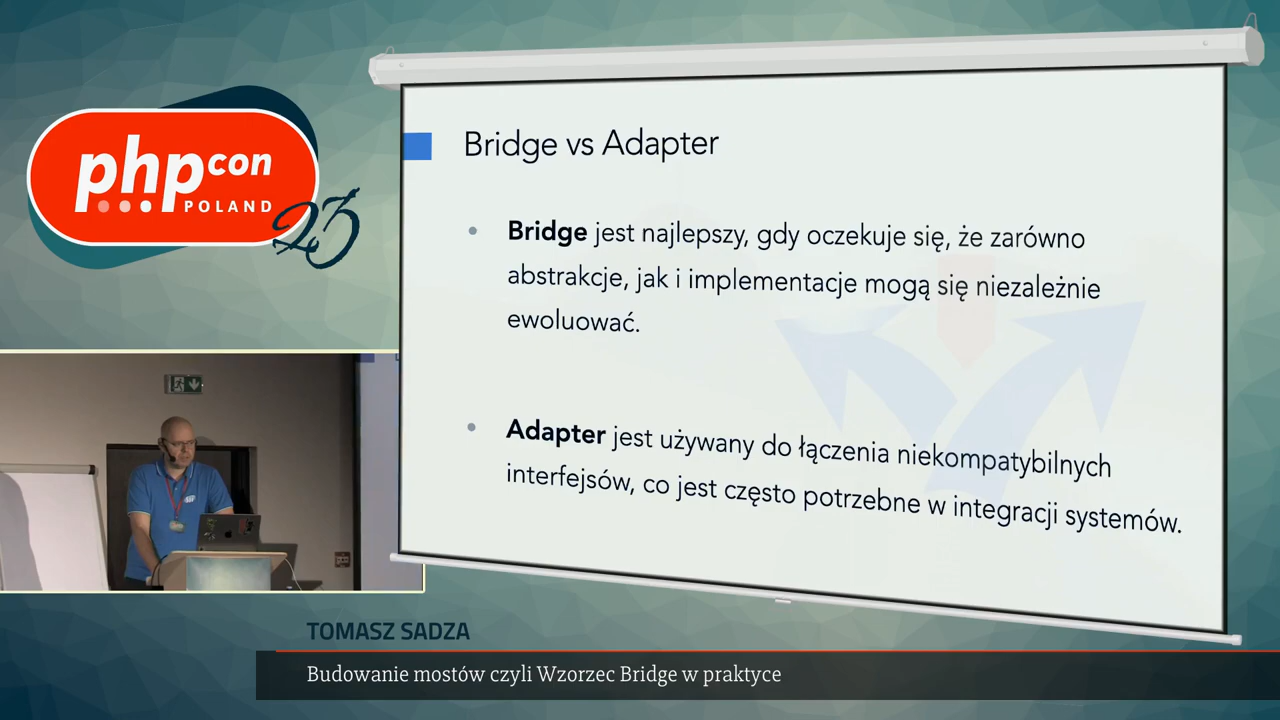 phpcon
POLAND
23
Bridge vs Adapter
Bridge jest najlepszy, gdy oczekuje się, że zarówno
abstrakcje, jak i implementacje mogą się niezależnie
ewoluować.
Adapter jest używany do łączenia niekompatybilnych
interfejsów, co jest często potrzebne w integracji systemów.
TOMASZ SADZA
Budowanie mostów czyli Wzorzec Bridge w praktyce